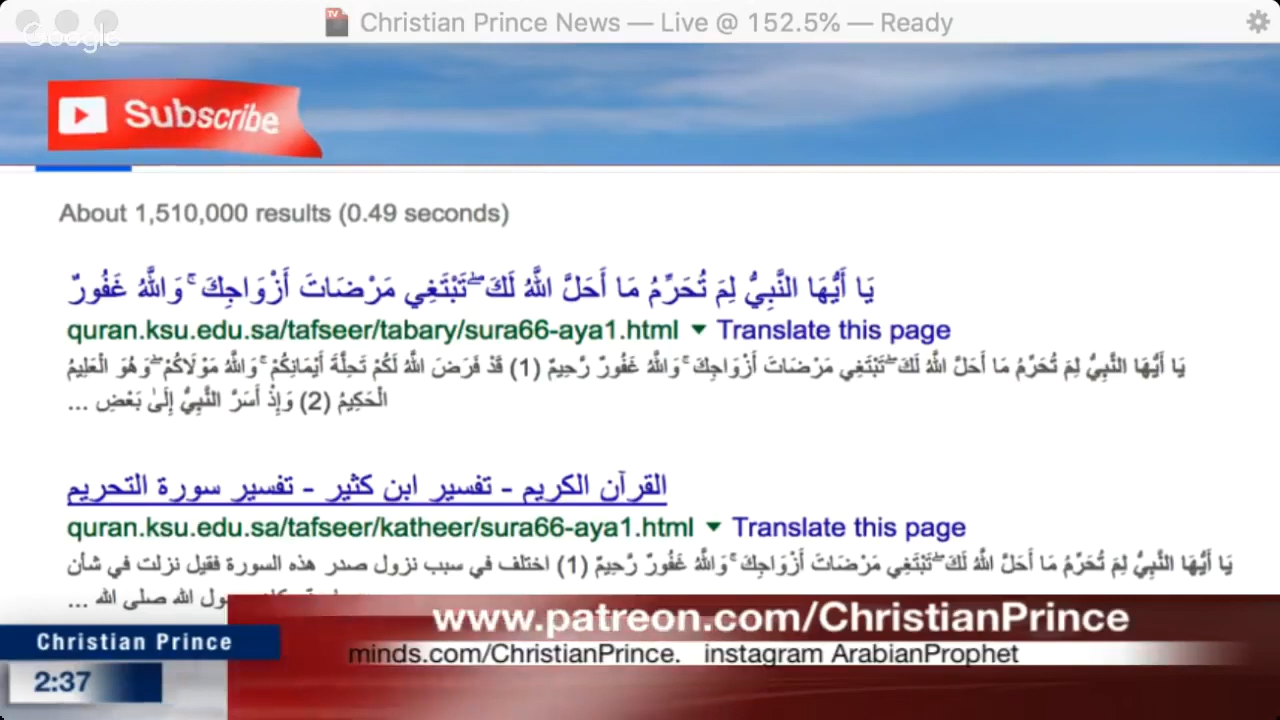 Christian Prince News — Live @ 152.5% — Ready
Google
Subscribe
About 1,510,000 results (0.49 seconds)
يَا أَيُّهَا النَّبِيُّ لِمَ تُحَرِّمُ مَا أَحَلَّ اللَّهُ لَكَ ۖ تَبْتَغِي مَرْضَاتَ أَزْوَاجِكَ ۚ وَاللَّهُ غَفُورٌ
quran.ksu.edu.sa/tafseer/tabary/sura66-aya1.html ▼ Translate this page
يَا أَيُّهَا النَّبِيُّ لِمَ تُحَرِّمُ مَا أَحَلَّ اللَّهُ لَكَ ۖ تَبْتَغِي مَرْضَاتَ أَزْوَاجِكَ ۚ وَاللَّهُ غَفُورٌ رَّحِيمٌ (1) قَدْ فَرَضَ اللَّهُ لَكُمْ تَحِلَّةَ أَيْمَانِكُمْ ۚ وَاللَّهُ مَوْلَاكُمْ ۖ وَهُوَ الْعَلِيمُ
الْحَكِيمُ (2) وَإِذْ أَسَرَّ النَّبِيُّ إِلَىٰ بَعْضِ ...
القرآن الكريم - تفسير ابن كثير - تفسير سورة التحريم
quran.ksu.edu.sa/tafseer/katheer/sura66-aya1.html ▼ Translate this page
يَا أَيُّهَا النَّبِيُّ لِمَ تُحَرِّمُ مَا أَحَلَّ اللَّهُ لَكَ ۖ تَبْتَغِي مَرْضَاتَ أَزْوَاجِكَ ۚ وَاللَّهُ غَفُورٌ رَّحِيمٌ (1) اختلف في سبب نزول صدر هذه السورة فقيل نزلت في شأن
الله صلى الله ...
www.patreon.com/ChristianPrince
Christian Prince
minds.com/ChristianPrince. instagram ArabianProphet
2:37